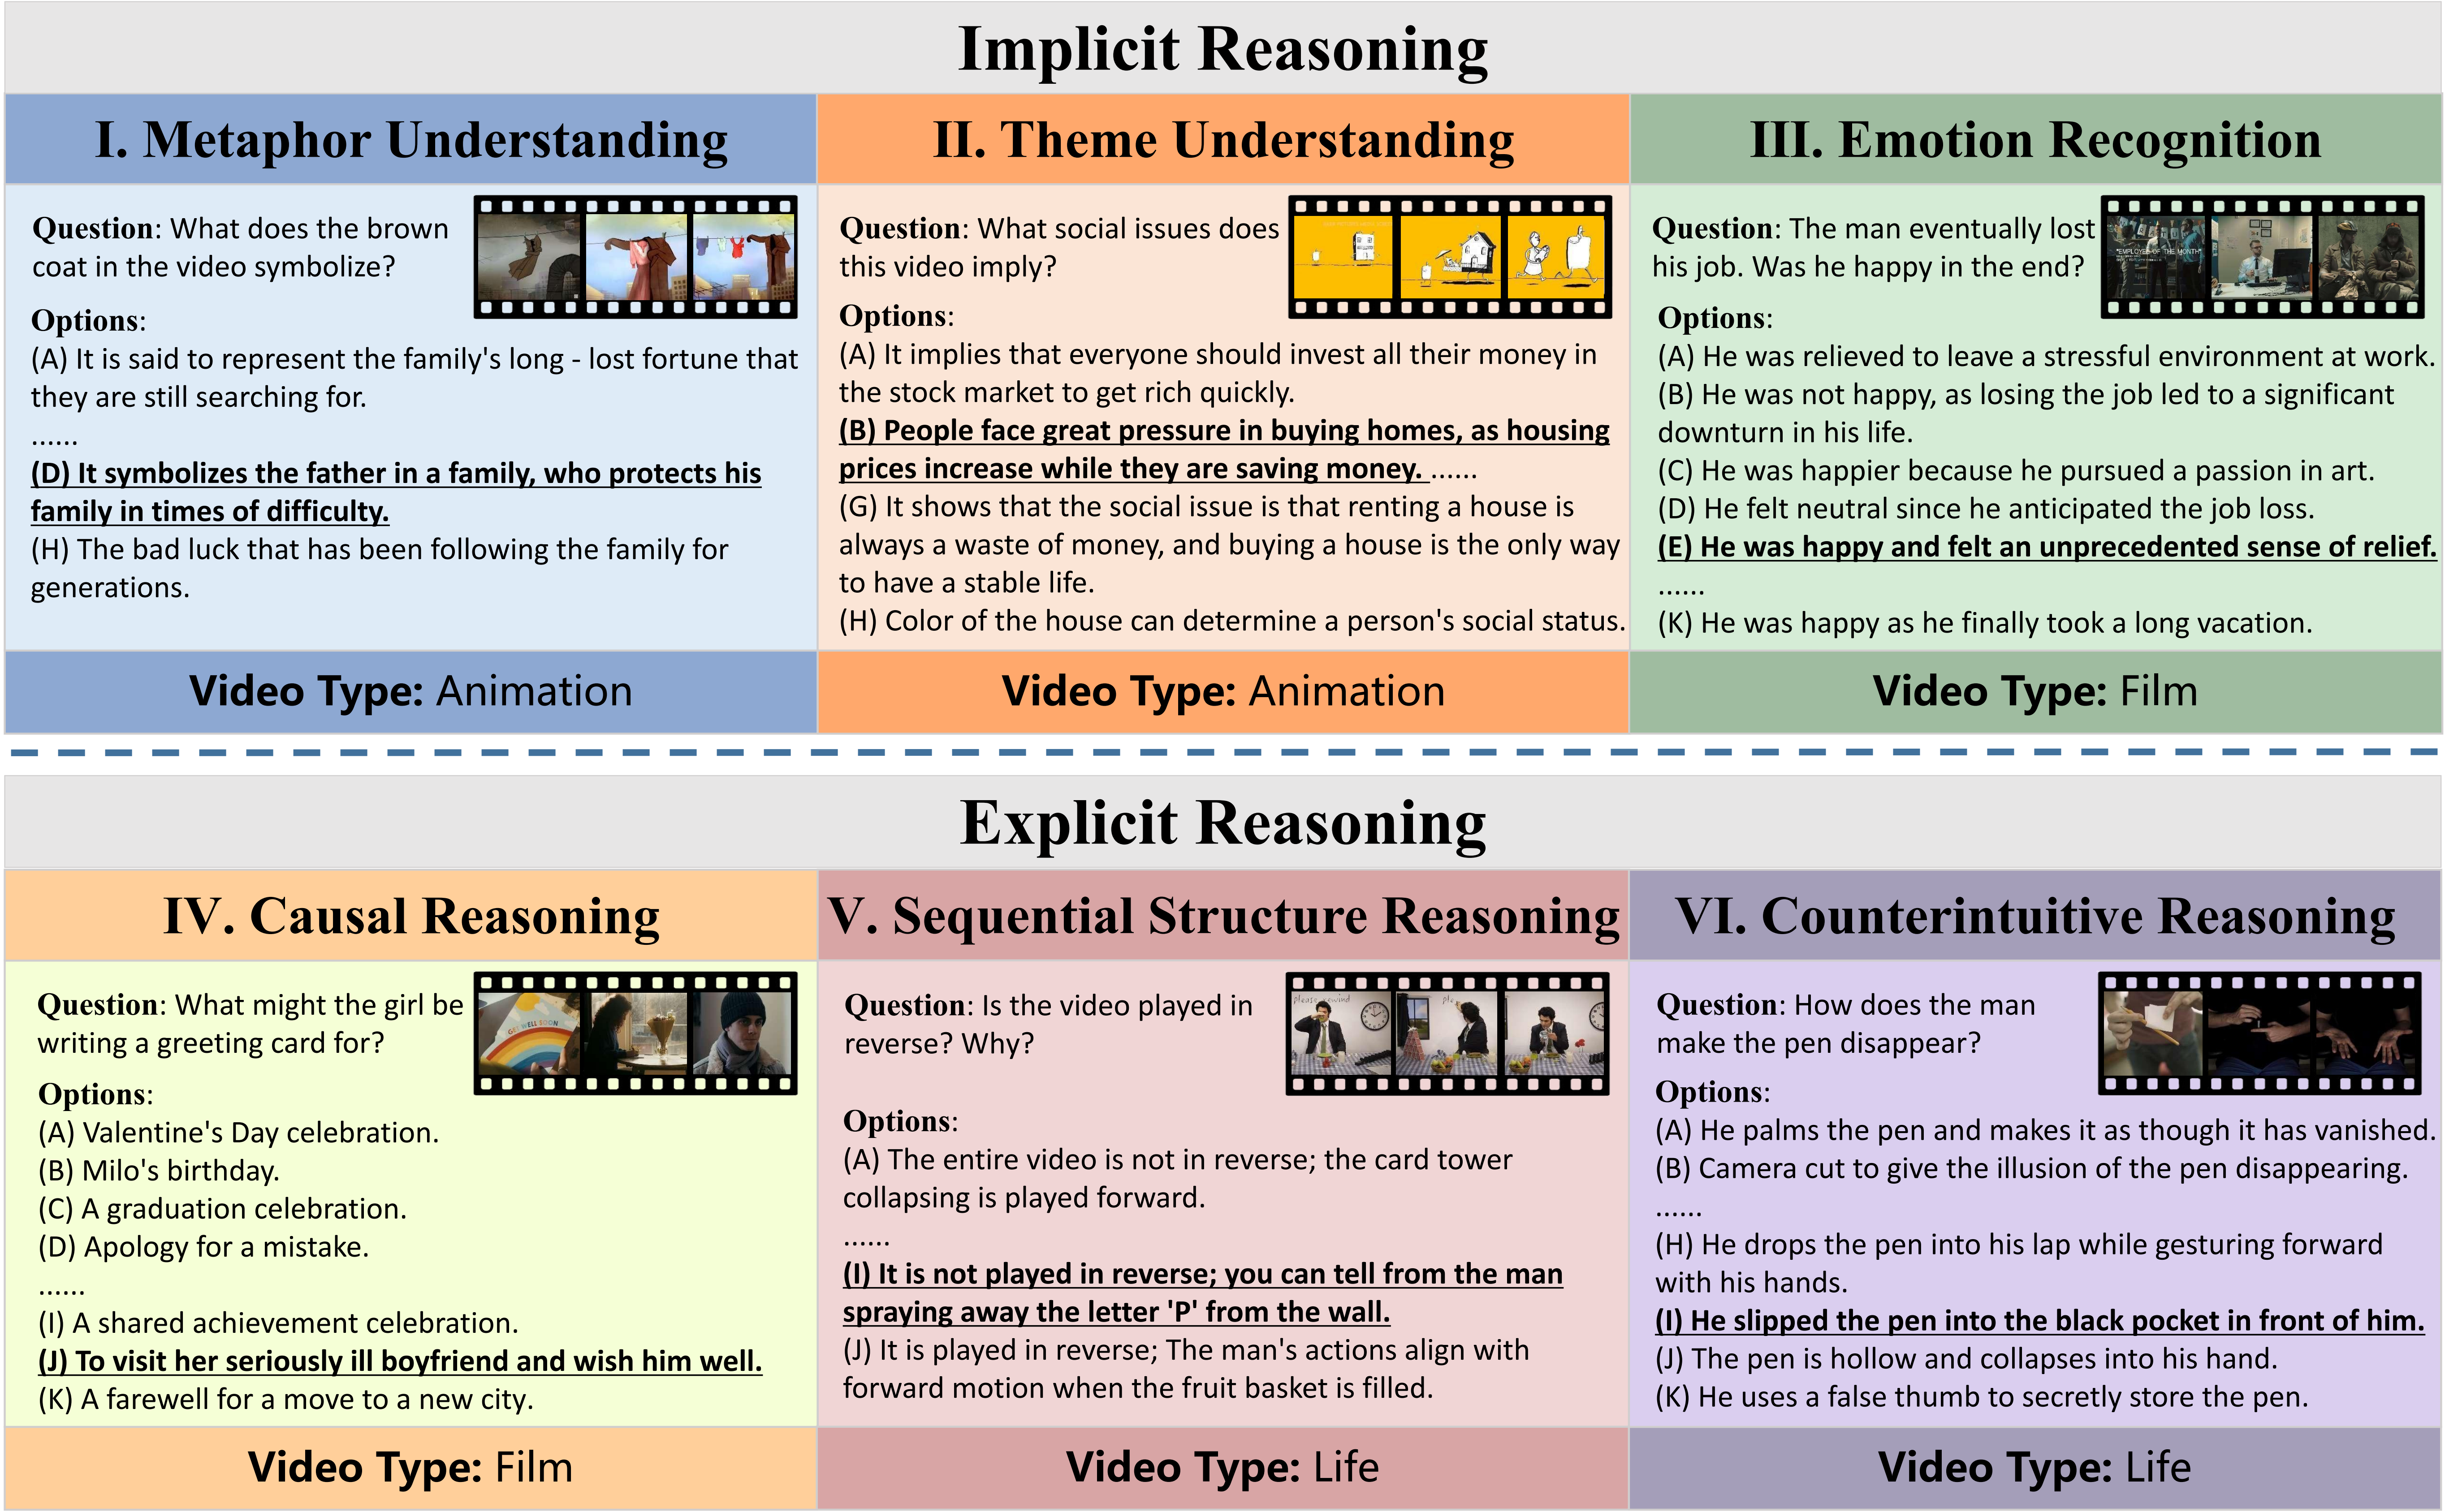 Implicit Reasoning
I. Metaphor Understanding
Question: What does the brown
coat in the video symbolize?
Options:
(A) It is said to represent the family's long - lost fortune that
they are still searching for.
......
(D) It symbolizes the father in a family, who protects his
family in times of difficulty.
(H) The bad luck that has been following the family for
generations.
Video Type: Animation
II. Theme Understanding
Question: What social issues does
this video imply?
Options:
(A) It implies that everyone should invest all their money in
the stock market to get rich quickly.
(B) People face great pressure in buying homes, as housing
prices increase while they are saving money. ......
(G) It shows that the social issue is that renting a house is
always a waste of money, and buying a house is the only way
to have a stable life.
(H) Color of the house can determine a person's social status.
Video Type: Animation
III. Emotion Recognition
Question: The man eventually lost
his job. Was he happy in the end?
"EMPLOYEE OF THE MONTH"
Options:
(A) He was relieved to leave a stressful environment at work.
(B) He was not happy, as losing the job led to a significant
downturn in his life.
(C) He was happier because he pursued a passion in art.
(D) He felt neutral since he anticipated the job loss.
(E) He was happy and felt an unprecedented sense of relief.
......
(K) He was happy as he finally took a long vacation.
Video Type: Film
Explicit Reasoning
IV. Causal Reasoning
Question: What might the girl be
writing a greeting card for?
GET WELL SOON
Options:
(A) Valentine's Day celebration.
(B) Milo's birthday.
(C) A graduation celebration.
(D) Apology for a mistake.
......
(I) A shared achievement celebration.
(J) To visit her seriously ill boyfriend and wish him well.
(K) A farewell for a move to a new city.
Video Type: Film
V. Sequential Structure Reasoning
Question: Is the video played in
reverse? Why?
please rewind
ple
Options:
(A) The entire video is not in reverse; the card tower
collapsing is played forward.
......
(I) It is not played in reverse; you can tell from the man
spraying away the letter 'P' from the wall.
(J) It is played in reverse; The man's actions align with
forward motion when the fruit basket is filled.
Video Type: Life
VI. Counterintuitive Reasoning
Question: How does the man
make the pen disappear?
Options:
(A) He palms the pen and makes it as though it has vanished.
(B) Camera cut to give the illusion of the pen disappearing.
......
(H) He drops the pen into his lap while gesturing forward
with his hands.
(I) He slipped the pen into the black pocket in front of him.
(J) The pen is hollow and collapses into his hand.
(K) He uses a false thumb to secretly store the pen.
Video Type: Life